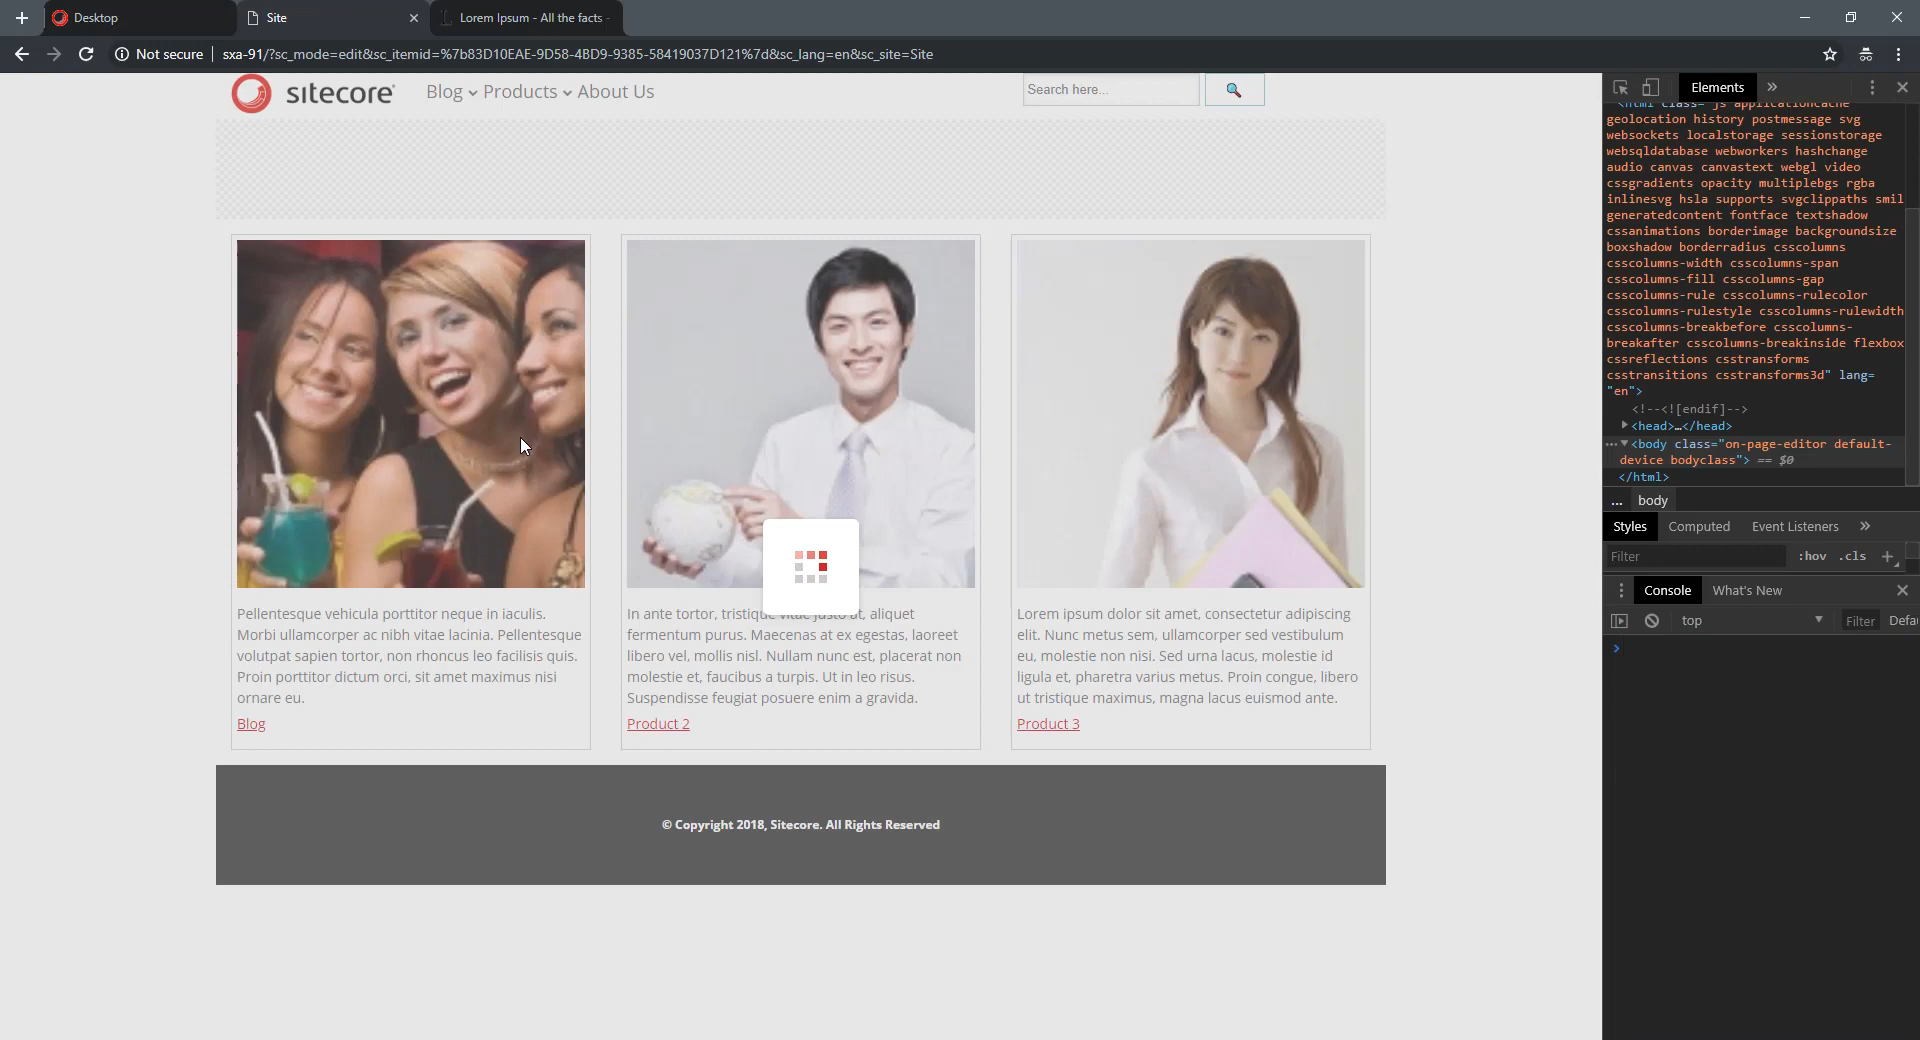 Desktop
Site
Lorem Ipsum - All the facts -
Not secure
sxa-91/?sc_mode=edit&sc_itemid=%7b83D10EAE-9D58-4BD9-9385-58419037D121%7d&sc_lang=en&sc_site=Site
sitecore
Blog Products About Us
Search here...
Pellentesque vehicula porttitor neque in iaculis.
Morbi ullamcorper ac nibh vitae lacinia. Pellentesque
volutpat sapien tortor, non rhoncus leo facilisis quis.
Proin porttitor dictum orci, sit amet maximus nisi
ornare eu.
Blog
In ante tortor, tristique vitae justo at, aliquet
fermentum purus. Maecenas at ex egestas, laoreet
libero vel, mollis nisl. Nullam nunc est, placerat non
molestie et, faucibus a turpis. Ut in leo risus.
Suspendisse feugiat posuere enim a gravida.
Product 2
Lorem ipsum dolor sit amet, consectetur adipiscing
elit. Nunc metus sem, ullamcorper sed vestibulum
eu, molestie non nisi. Sed urna lacus, molestie id
ligula et, pharetra varius metus. Proin congue, libero
ut tristique maximus, magna lacus euismod ante.
Product 3
© Copyright 2018, Sitecore. All Rights Reserved
Elements
<html class="js applicationcache
geolocation history postmessage svg
websockets localstorage sessionstorage
websqldatabase webworkers hashchange
audio canvas canvastext webgl video
cssgradients opacity multiplebgs rgba
inlinesvg hsla supports svgclippaths smil
generatedcontent fontface textshadow
cssanimations borderimage backgroundsize
boxshadow borderradius csscolumns
csscolumns-width csscolumns-span
csscolumns-fill csscolumns-gap
csscolumns-rule csscolumns-rulecolor
csscolumns-rulestyle csscolumns-rulewidth
csscolumns-breakbefore csscolumns-
breakafter csscolumns-breakinside flexbox
cssreflections csstransforms
csstransitions csstransforms3d" lang=
"en">
<!--<![endif]-->
<head>…</head>
<body class="on-page-editor default-
device bodyclass"> == $0
</html>
... body
Styles Computed Event Listeners
Filter :hov .cls
Console What's New
top Filter Defau